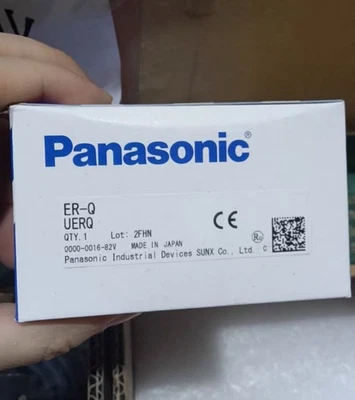 Panasonic®
ER-Q
UERQ
QTY.1 Lot: 2FHN
0000-0016-82V MADE IN JAPAN
Panasonic Industrial Devices SUNX Co., Ltd. C
CE